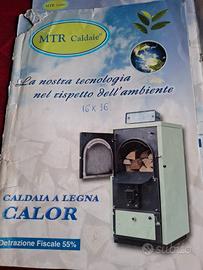 MTR Caldaie
La nostra tecnologia
nel rispetto dell'ambiente
16 x 36
CALDAIA A LEGNA
CALOR
Detrazione Fiscale 55%